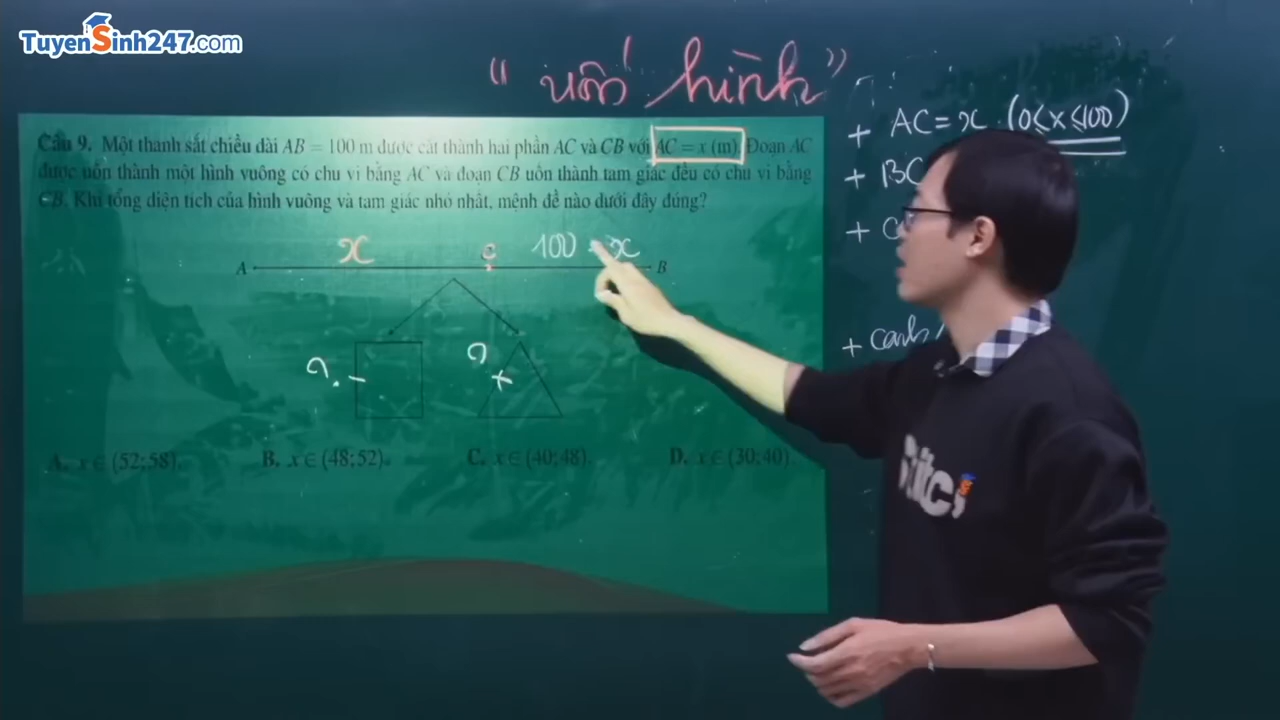 TuyenSinh247.com
"uốn hình"
Câu 9. Một thanh sắt chiều dài AB = 100 m được cắt thành hai phần AC và CB với AC = x (m). Đoạn AC
được uốn thành một hình vuông có chu vi bằng AC và đoạn CB uốn thành tam giác đều có chu vi bằng
CB. Khi tổng diện tích của hình vuông và tam giác nhỏ nhất, mệnh đề nào dưới đây đúng?
x c 100 - x
A B
? ?
A. x ∈ (52;58). B. x ∈ (48;52). C. x ∈ (40;48). D. x ∈ (30;40).
+ AC = x. (0 ≤ x ≤ 100)
+ BC
+ C
+ cạnh